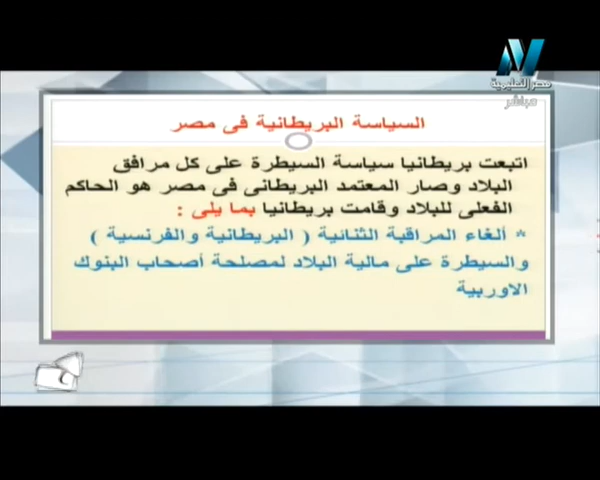 مصر التعليمية
مباشر
السياسة البريطانية فى مصر
اتبعت بريطانيا سياسة السيطرة على كل مرافق
البلاد وصار المعتمد البريطانى فى مصر هو الحاكم
الفعلى للبلاد وقامت بريطانيا بما يلى :
* ألغاء المراقبة الثنائية ( البريطانية والفرنسية )
والسيطرة على مالية البلاد لمصلحة أصحاب البنوك
الاوربية